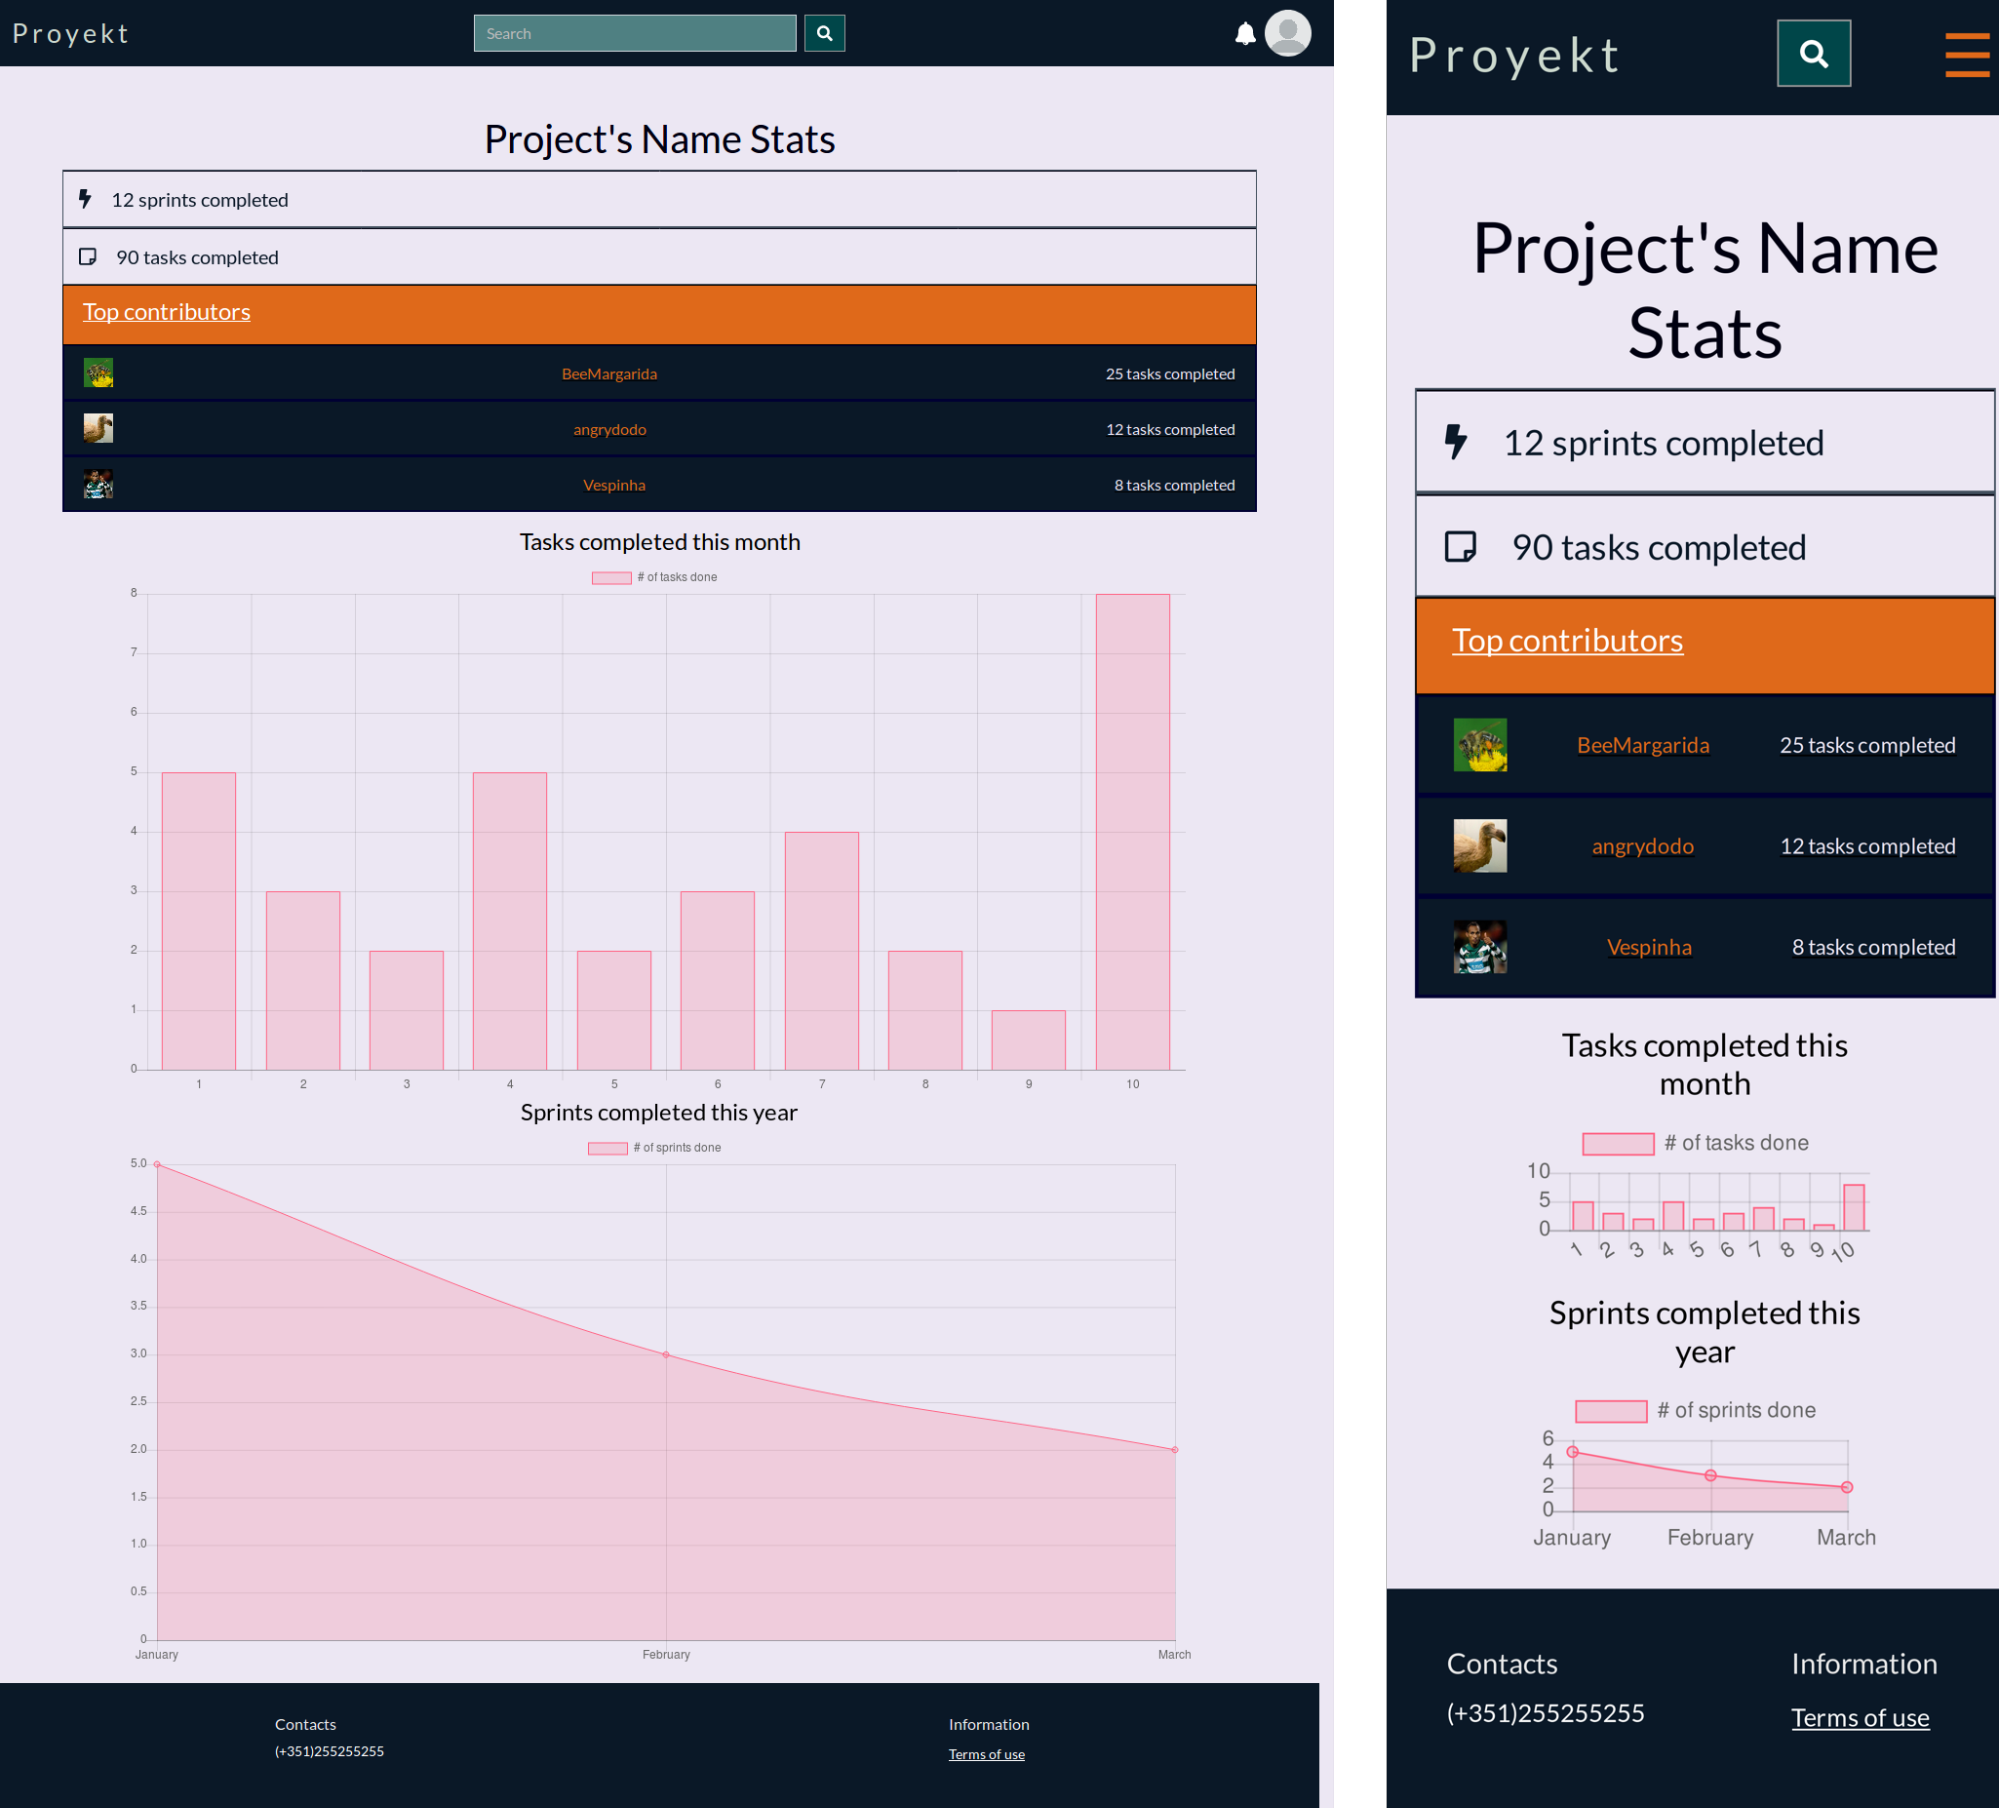 Proyekt
Search
Project's Name Stats
12 sprints completed
90 tasks completed
Top contributors
BeeMargarida 25 tasks completed
angrydodo 12 tasks completed
Vespinha 8 tasks completed
Tasks completed this month
# of tasks done
8
7
6
5
4
3
2
1
0
1 2 3 4 5 6 7 8 9 10
Sprints completed this year
# of sprints done
5.0
4.5
4.0
3.5
3.0
2.5
2.0
1.5
1.0
0.5
0
January February March
Contacts Information
(+351)255255255 Terms of use
Proyekt
Project's Name
Stats
12 sprints completed
90 tasks completed
Top contributors
BeeMargarida 25 tasks completed
angrydodo 12 tasks completed
Vespinha 8 tasks completed
Tasks completed this
month
# of tasks done
10
5
0
1 2 3 4 5 6 7 8 9 10
Sprints completed this
year
# of sprints done
6
4
2
0
January February March
Contacts Information
(+351)255255255 Terms of use